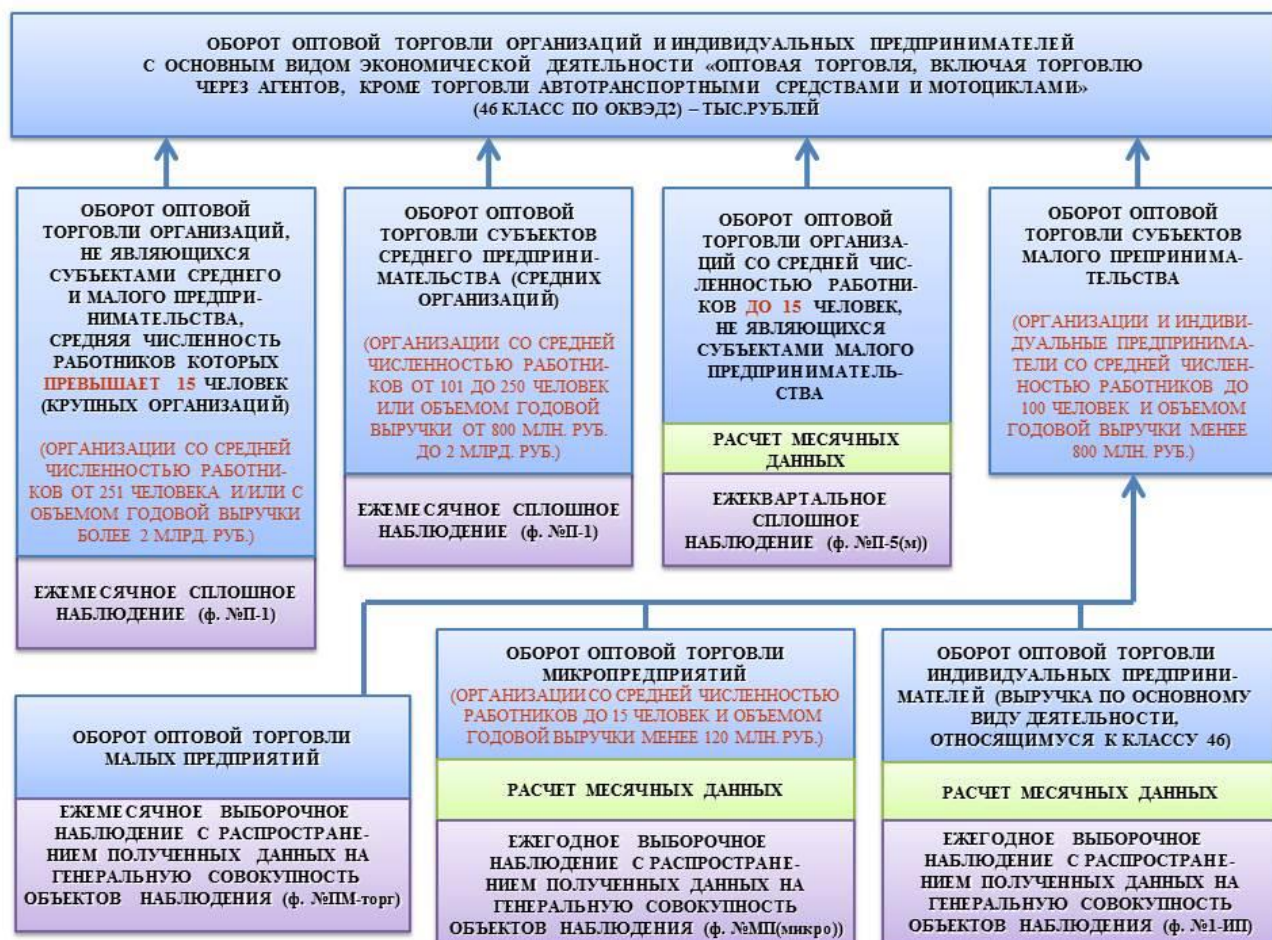 ОБОРОТ ОПТОВОЙ ТОРГОВЛИ ОРГАНИЗАЦИЙ И ИНДИВИДУАЛЬНЫХ ПРЕДПРИНИМАТЕЛЕЙ
С ОСНОВНЫМ ВИДОМ ЭКОНОМИЧЕСКОЙ ДЕЯТЕЛЬНОСТИ «ОПТОВАЯ ТОРГОВЛЯ, ВКЛЮЧАЯ ТОРГОВЛЮ
ЧЕРЕЗ АГЕНТОВ, КРОМЕ ТОРГОВЛИ АВТОТРАНСПОРТНЫМИ СРЕДСТВАМИ И МОТОЦИКЛАМИ»
(46 КЛАСС ПО ОКВЭД2) – ТЫС.РУБЛЕЙ
ОБОРОТ ОПТОВОЙ
ТОРГОВЛИ ОРГАНИЗАЦИЙ,
НЕ ЯВЛЯЮЩИХСЯ
СУБЪЕКТАМИ СРЕДНЕГО
И МАЛОГО ПРЕДПРИ-
НИМАТЕЛЬСТВА,
СРЕДНЯЯ ЧИСЛЕННОСТЬ
РАБОТНИКОВ КОТОРЫХ
ПРЕВЫШАЕТ 15 ЧЕЛОВЕК
(КРУПНЫХ ОРГАНИЗАЦИЙ)
(ОРГАНИЗАЦИИ СО СРЕДНЕЙ
ЧИСЛЕННОСТЬЮ РАБОТНИ-
КОВ ОТ 251 ЧЕЛОВЕКА И/ИЛИ С
ОБЪЕМОМ ГОДОВОЙ ВЫРУЧКИ
БОЛЕЕ 2 МЛРД. РУБ.)
ЕЖЕМЕСЯЧНОЕ СПЛОШНОЕ
НАБЛЮДЕНИЕ (ф. №П-1)
ОБОРОТ ОПТОВОЙ
ТОРГОВЛИ СУБЪЕКТОВ
СРЕДНЕГО ПРЕДПРИНИ-
МАТЕЛЬСТВА (СРЕДНИХ
ОРГАНИЗАЦИЙ)
(ОРГАНИЗАЦИИ СО СРЕДНЕЙ
ЧИСЛЕННОСТЬЮ РАБОТНИ-
КОВ ОТ 101 ДО 250 ЧЕЛОВЕК
ИЛИ ОБЪЕМОМ ГОДОВОЙ
ВЫРУЧКИ ОТ 800 МЛН. РУБ.
ДО 2 МЛРД. РУБ.)
ЕЖЕМЕСЯЧНОЕ СПЛОШНОЕ
НАБЛЮДЕНИЕ (ф. №П-1)
ОБОРОТ ОПТОВОЙ
ТОРГОВЛИ ОРГАНИЗА-
ЦИЙ СО СРЕДНЕЙ ЧИС-
ЛЕННОСТЬЮ РАБОТНИ-
КОВ ДО 15 ЧЕЛОВЕК,
НЕ ЯВЛЯЮЩИХСЯ
СУБЪЕКТАМИ МАЛОГО
ПРЕДПРИНИМАТЕЛЬ-
СТВА
РАСЧЕТ МЕСЯЧНЫХ
ДАННЫХ
ЕЖЕКВАРТАЛЬНОЕ
СПЛОШНОЕ
НАБЛЮДЕНИЕ (ф. №П-5(м))
ОБОРОТ ОПТОВОЙ
ТОРГОВЛИ СУБЪЕКТОВ
МАЛОГО ПРЕПРИНИМА-
ТЕЛЬСТВА
(ОРГАНИЗАЦИИ И ИНДИВИ-
ДУАЛЬНЫЕ ПРЕДПРИНИМА-
ТЕЛИ СО СРЕДНЕЙ ЧИСЛЕН-
НОСТЬЮ РАБОТНИКОВ ДО
100 ЧЕЛОВЕК И ОБЪЕМОМ
ГОДОВОЙ ВЫРУЧКИ МЕНЕЕ
800 МЛН. РУБ.)
ОБОРОТ ОПТОВОЙ ТОРГОВЛИ
МАЛЫХ ПРЕДПРИЯТИЙ
ЕЖЕМЕСЯЧНОЕ ВЫБОРОЧНОЕ
НАБЛЮДЕНИЕ С РАСПРОСТРАНЕ-
НИЕМ ПОЛУЧЕННЫХ ДАННЫХ НА
ГЕНЕРАЛЬНУЮ СОВОКУПНОСТЬ
ОБЪЕКТОВ НАБЛЮДЕНИЯ (ф. №ПМ-торг)
ОБОРОТ ОПТОВОЙ ТОРГОВЛИ
МИКРОПРЕДПРИЯТИЙ
(ОРГАНИЗАЦИИ СО СРЕДНЕЙ ЧИСЛЕННОСТЬЮ
РАБОТНИКОВ ДО 15 ЧЕЛОВЕК И ОБЪЕМОМ
ГОДОВОЙ ВЫРУЧКИ МЕНЕЕ 120 МЛН. РУБ.)
РАСЧЕТ МЕСЯЧНЫХ ДАННЫХ
ЕЖЕГОДНОЕ ВЫБОРОЧНОЕ
НАБЛЮДЕНИЕ С РАСПРОСТРАНЕ-
НИЕМ ПОЛУЧЕННЫХ ДАННЫХ НА
ГЕНЕРАЛЬНУЮ СОВОКУПНОСТЬ
ОБЪЕКТОВ НАБЛЮДЕНИЯ (ф. №МП(микро))
ОБОРОТ ОПТОВОЙ ТОРГОВЛИ
ИНДИВИДУАЛЬНЫХ ПРЕДПРИНИ-
МАТЕЛЕЙ (ВЫРУЧКА ПО ОСНОВНОМУ
ВИДУ ДЕЯТЕЛЬНОСТИ,
ОТНОСЯЩИМУСЯ К КЛАССУ 46)
РАСЧЕТ МЕСЯЧНЫХ ДАННЫХ
ЕЖЕГОДНОЕ ВЫБОРОЧНОЕ
НАБЛЮДЕНИЕ С РАСПРОСТРАНЕ-
НИЕМ ПОЛУЧЕННЫХ ДАННЫХ НА
ГЕНЕРАЛЬНУЮ СОВОКУПНОСТЬ
ОБЪЕКТОВ НАБЛЮДЕНИЯ (ф. №1-ИП)